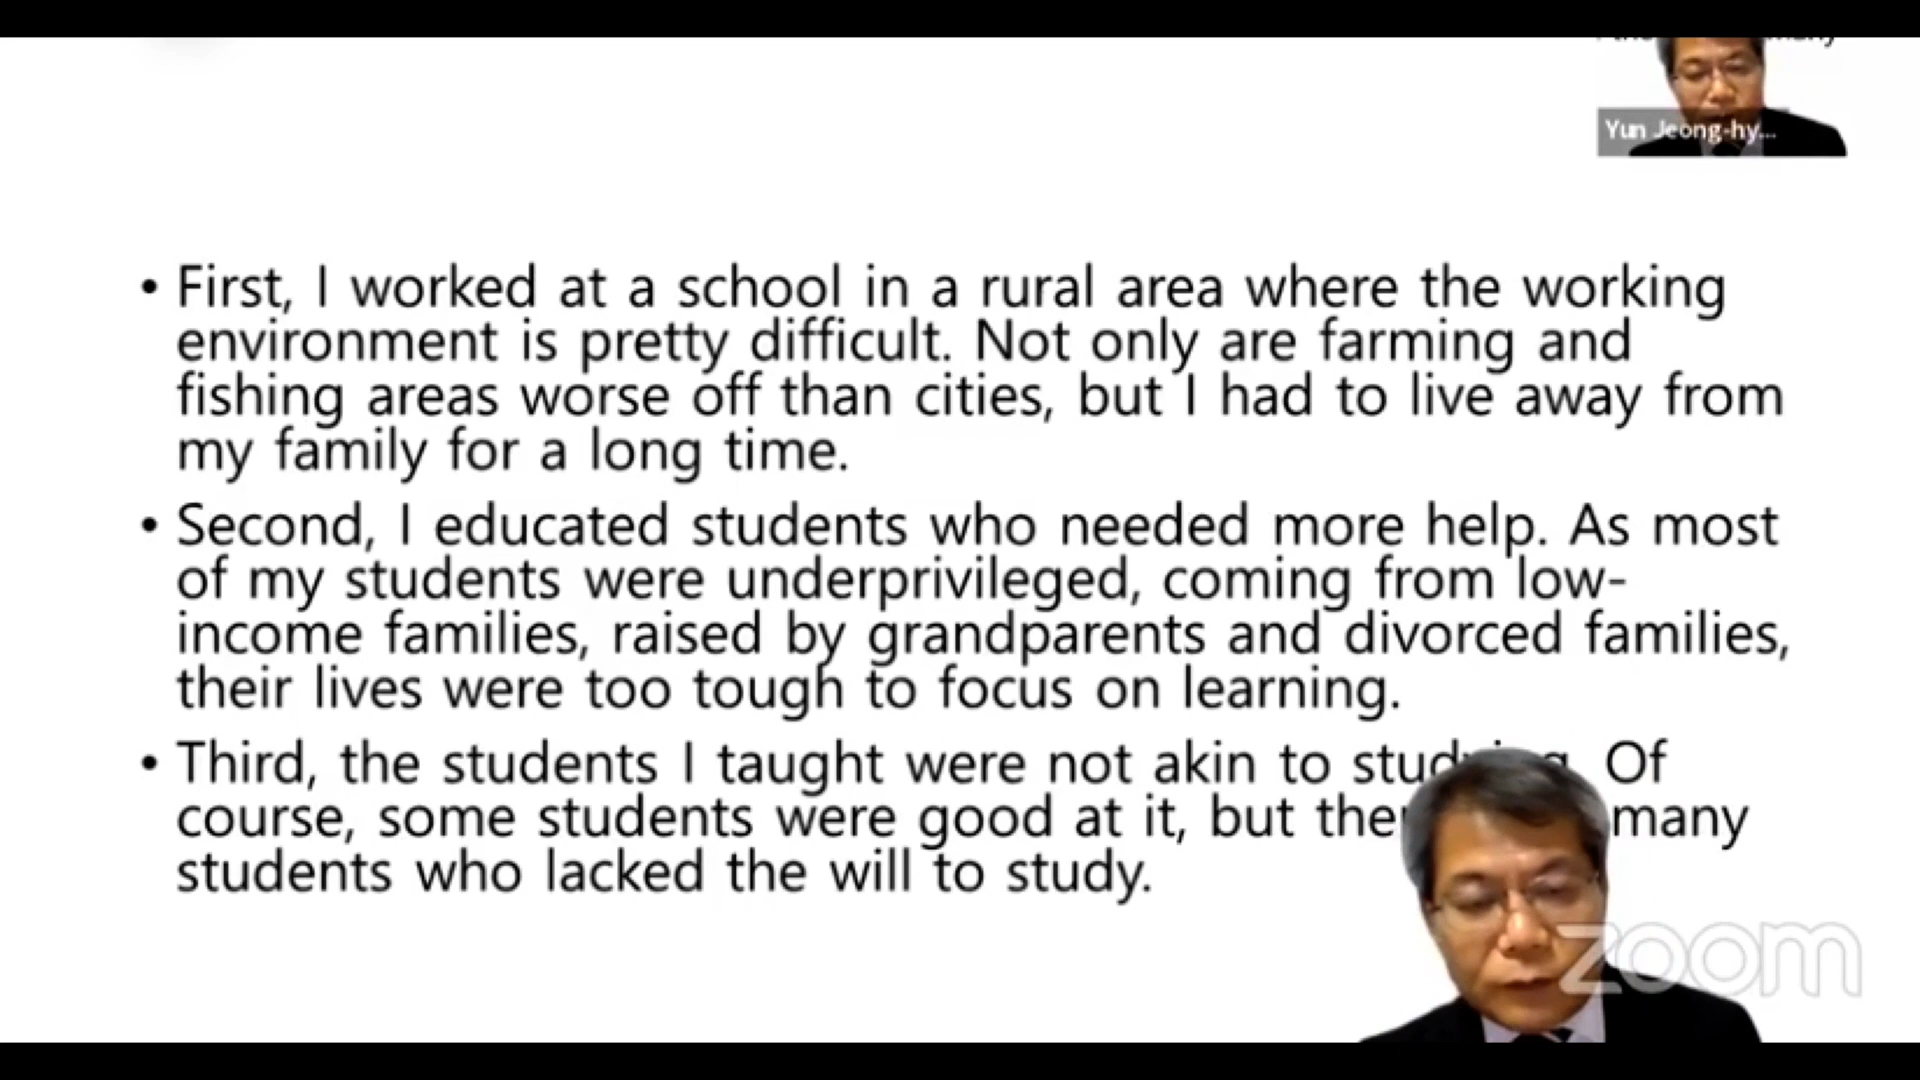 many
Yun Jeong-hy...
• First, I worked at a school in a rural area where the working
environment is pretty difficult. Not only are farming and
fishing areas worse off than cities, but I had to live away from
my family for a long time.
• Second, I educated students who needed more help. As most
of my students were underprivileged, coming from low-
income families, raised by grandparents and divorced families,
their lives were too tough to focus on learning.
• Third, the students I taught were not akin to studying. Of
course, some students were good at it, but many
students who lacked the will to study.
zoom